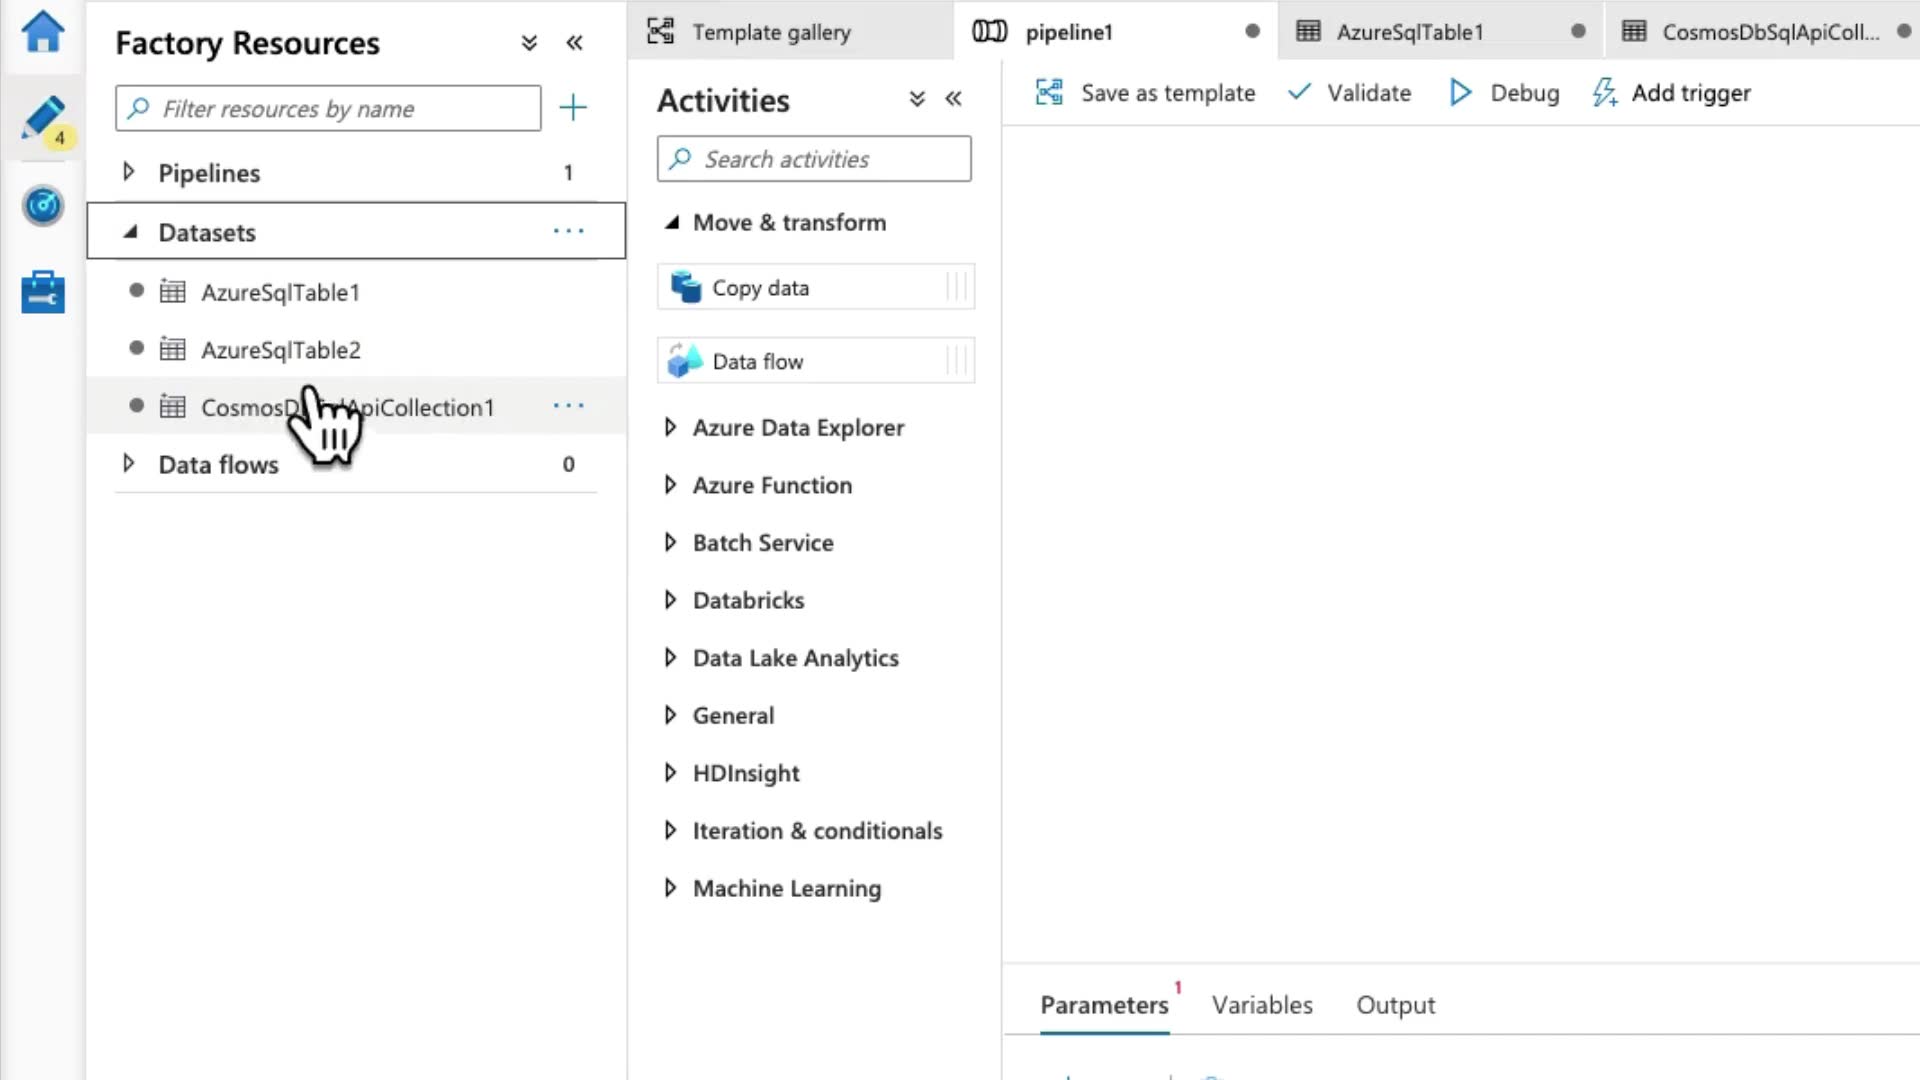 Factory Resources
Filter resources by name
4
Pipelines 1
Datasets
AzureSqlTable1
AzureSqlTable2
CosmosDbSqlApiCollection1
Data flows 0
Template gallery
pipeline1
AzureSqlTable1
CosmosDbSqlApiColl...
Activities
Search activities
Move & transform
Copy data
Data flow
Azure Data Explorer
Azure Function
Batch Service
Databricks
Data Lake Analytics
General
HDInsight
Iteration & conditionals
Machine Learning
Save as template
Validate
Debug
Add trigger
Parameters 1
Variables
Output